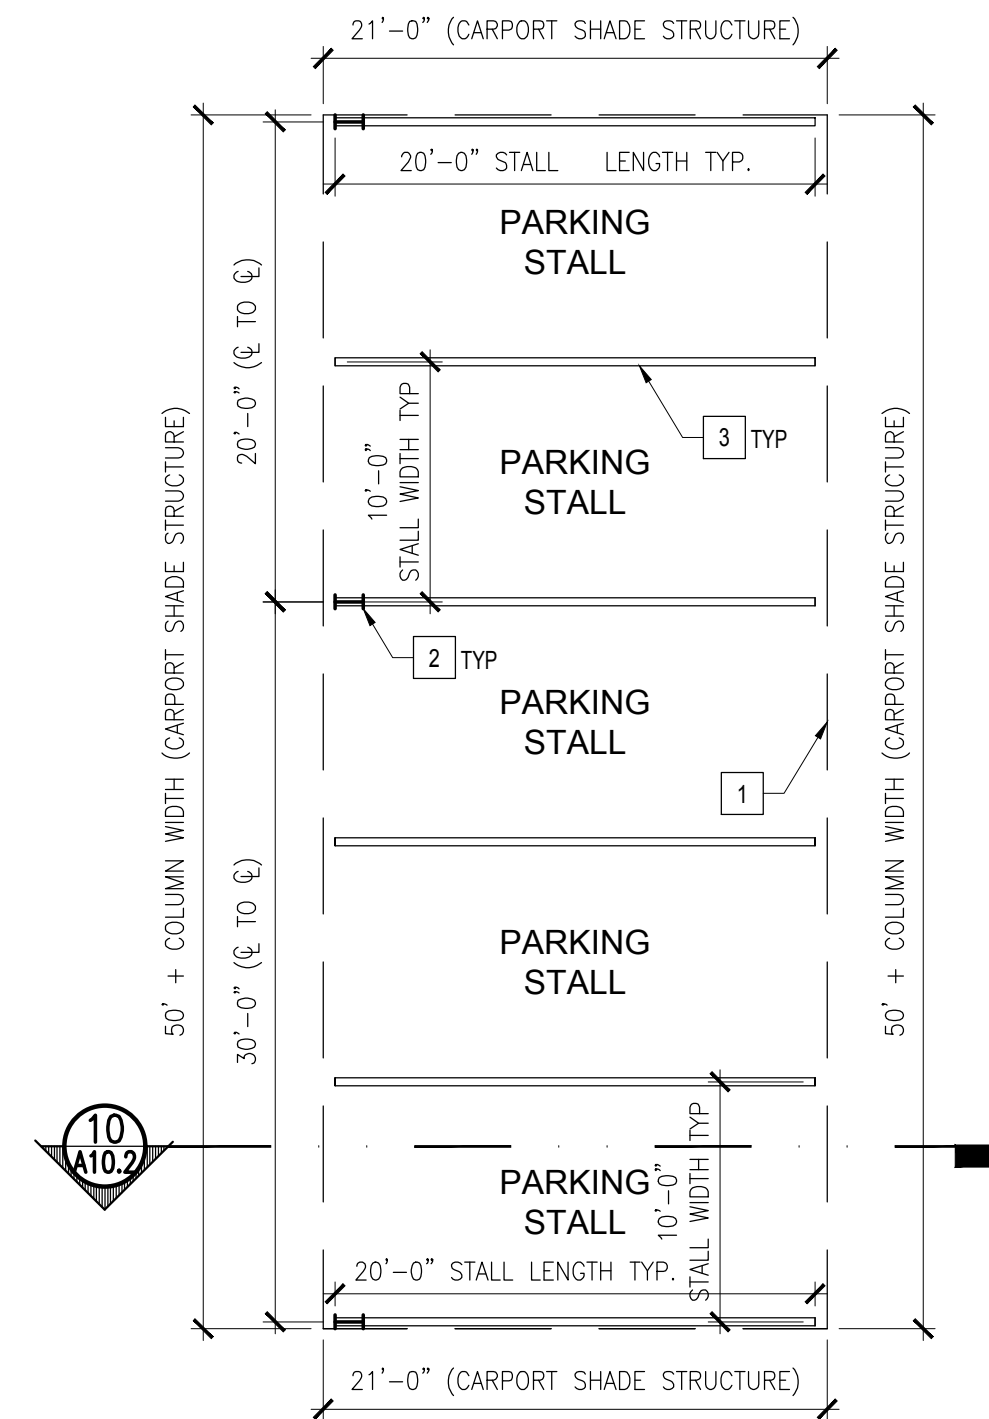 21'-0" (CARPORT SHADE STRUCTURE)
20'-0" STALL LENGTH TYP.
PARKING
STALL
20'-0" (℄ TO ℄)
3 TYP
10'-0"
STALL WIDTH TYP
PARKING
STALL
50' + COLUMN WIDTH (CARPORT SHADE STRUCTURE)
50' + COLUMN WIDTH (CARPORT SHADE STRUCTURE)
2 TYP
PARKING
STALL
1
30'-0" (℄ TO ℄)
PARKING
STALL
10
A10.2
PARKING
STALL
10'-0"
STALL WIDTH TYP
20'-0" STALL LENGTH TYP.
21'-0" (CARPORT SHADE STRUCTURE)